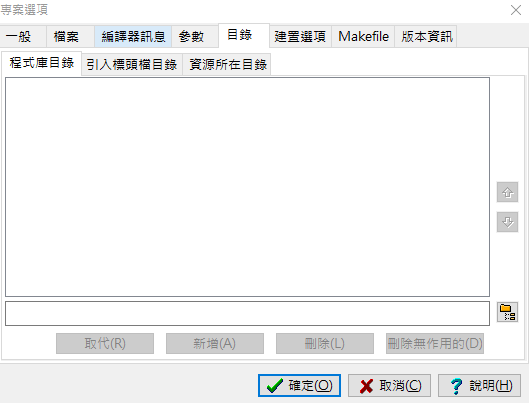 專案選項
一般 檔案 編譯器訊息 參數 目錄 建置選項 Makefile 版本資訊
程式庫目錄 引入標頭檔目錄 資源所在目錄
取代(R) 新增(A) 刪除(L) 刪除無作用的(D)
確定(O) 取消(C) 說明(H)